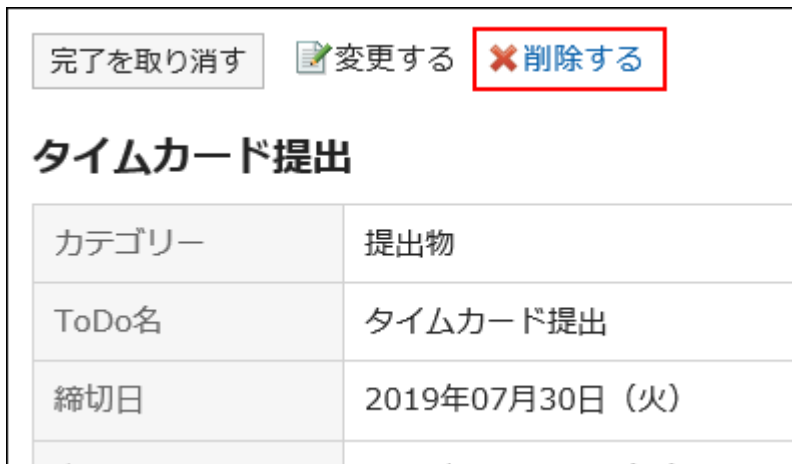 完了を取り消す 変更する 削除する
タイムカード提出
カテゴリー 提出物
ToDo名 タイムカード提出
締切日 2019年07月30日（火）